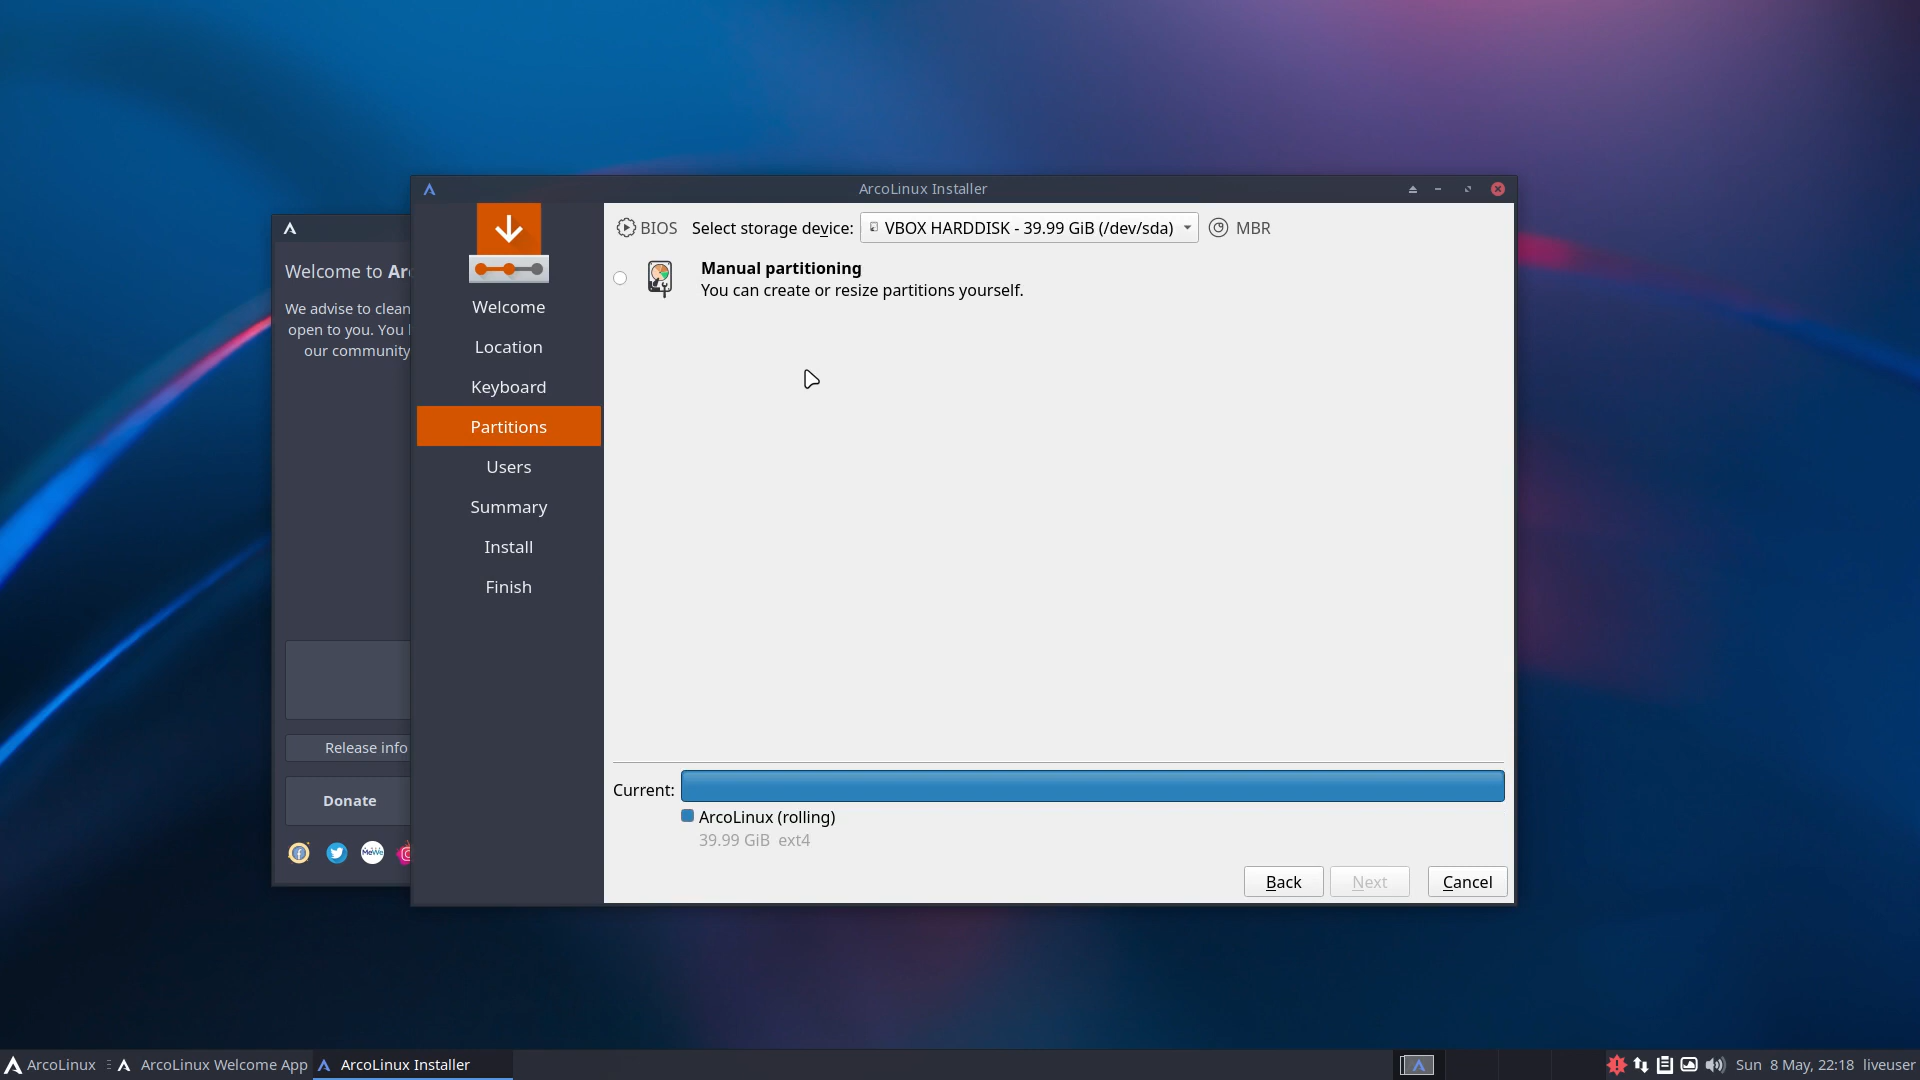 ArcoLinux Installer
Welcome to Ar
We advise to clean
open to you. You
our community
Release info
Donate
MeWe
Welcome
Location
Keyboard
Partitions
Users
Summary
Install
Finish
BIOS Select storage device: VBOX HARDDISK - 39.99 GiB (/dev/sda) MBR
Manual partitioning
You can create or resize partitions yourself.
Current:
ArcoLinux (rolling)
39.99 GiB ext4
Back Next Cancel
ArcoLinux ArcoLinux Welcome App ArcoLinux Installer Sun 8 May, 22:18 liveuser